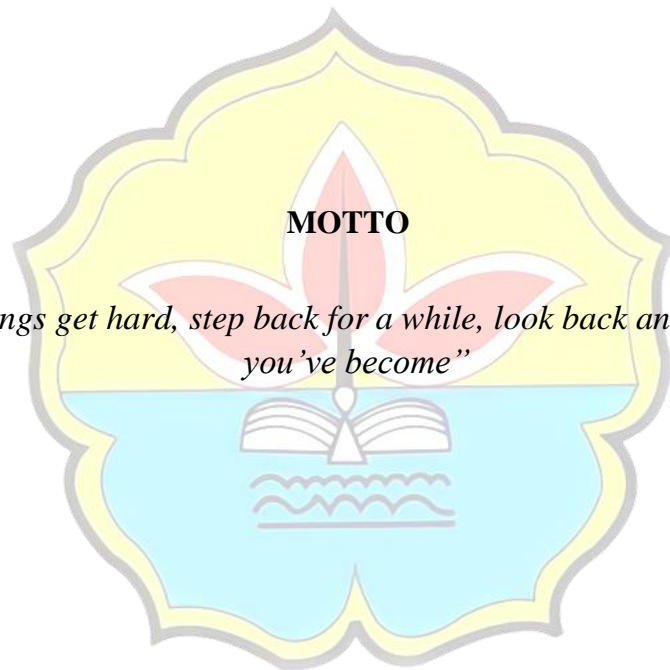 MOTTO
ngs get hard, step back for a while, look back an
you’ve become”